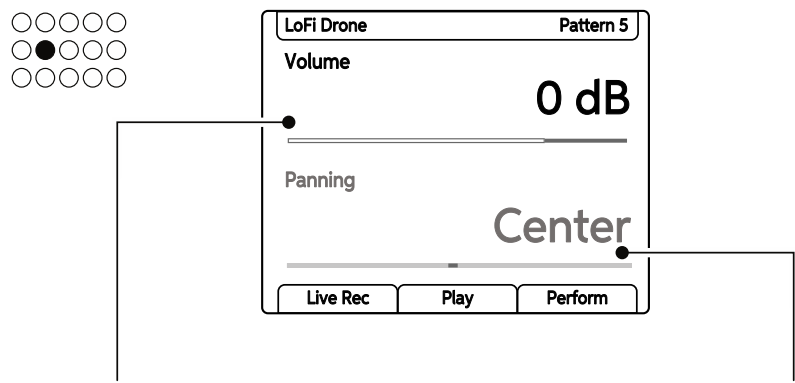 LoFi Drone Pattern 5
Volume
0 dB
Panning
Center
Live Rec Play Perform